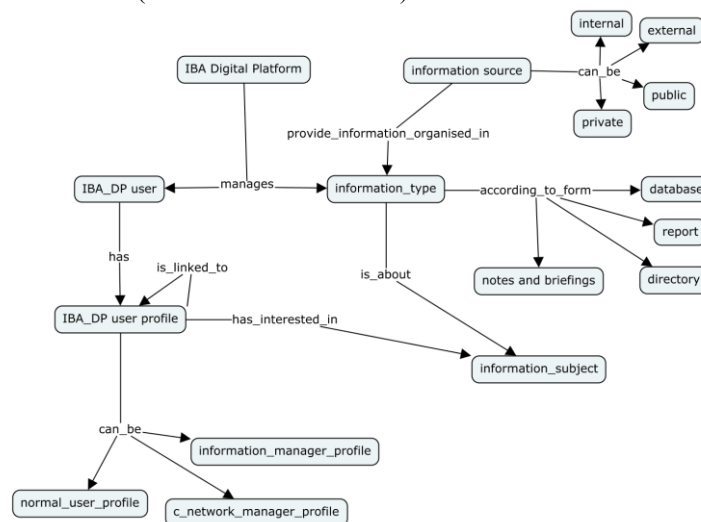 internal
external
IBA Digital Platform
information source
can_be
public
private
provide_information_organised_in
IBA_DP user
manages
information_type
according_to_form
database
report
has
is_linked_to
is_about
notes and briefings
directory
IBA_DP user profile
has_interested_in
information_subject
can_be
information_manager_profile
normal_user_profile
c_network_manager_profile